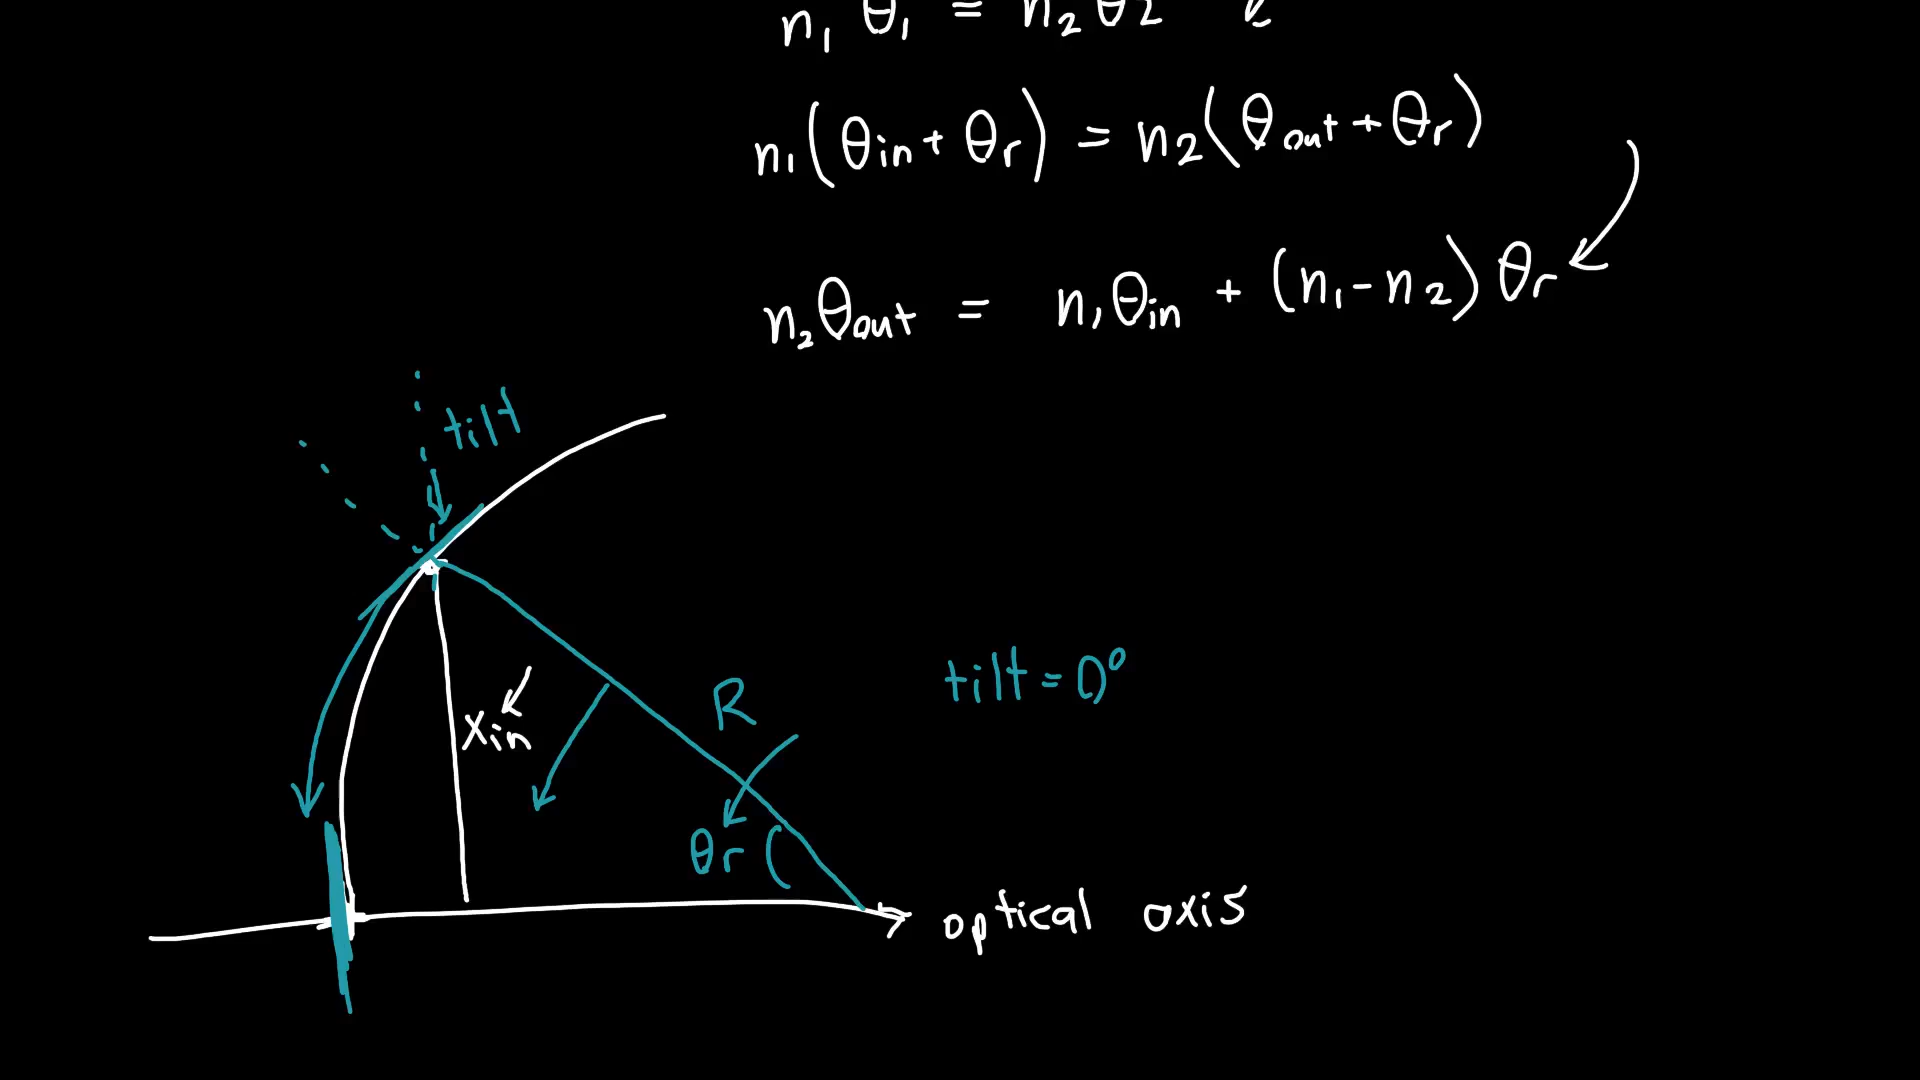 n₁ θ₁ = n₂ θ2
n₁(θin + θr) = n₂(θout + θr)
n₂θout = n₁θin + (n₁-n₂)θr
tilt
R
tilt = 0°
xin
θr
optical axis